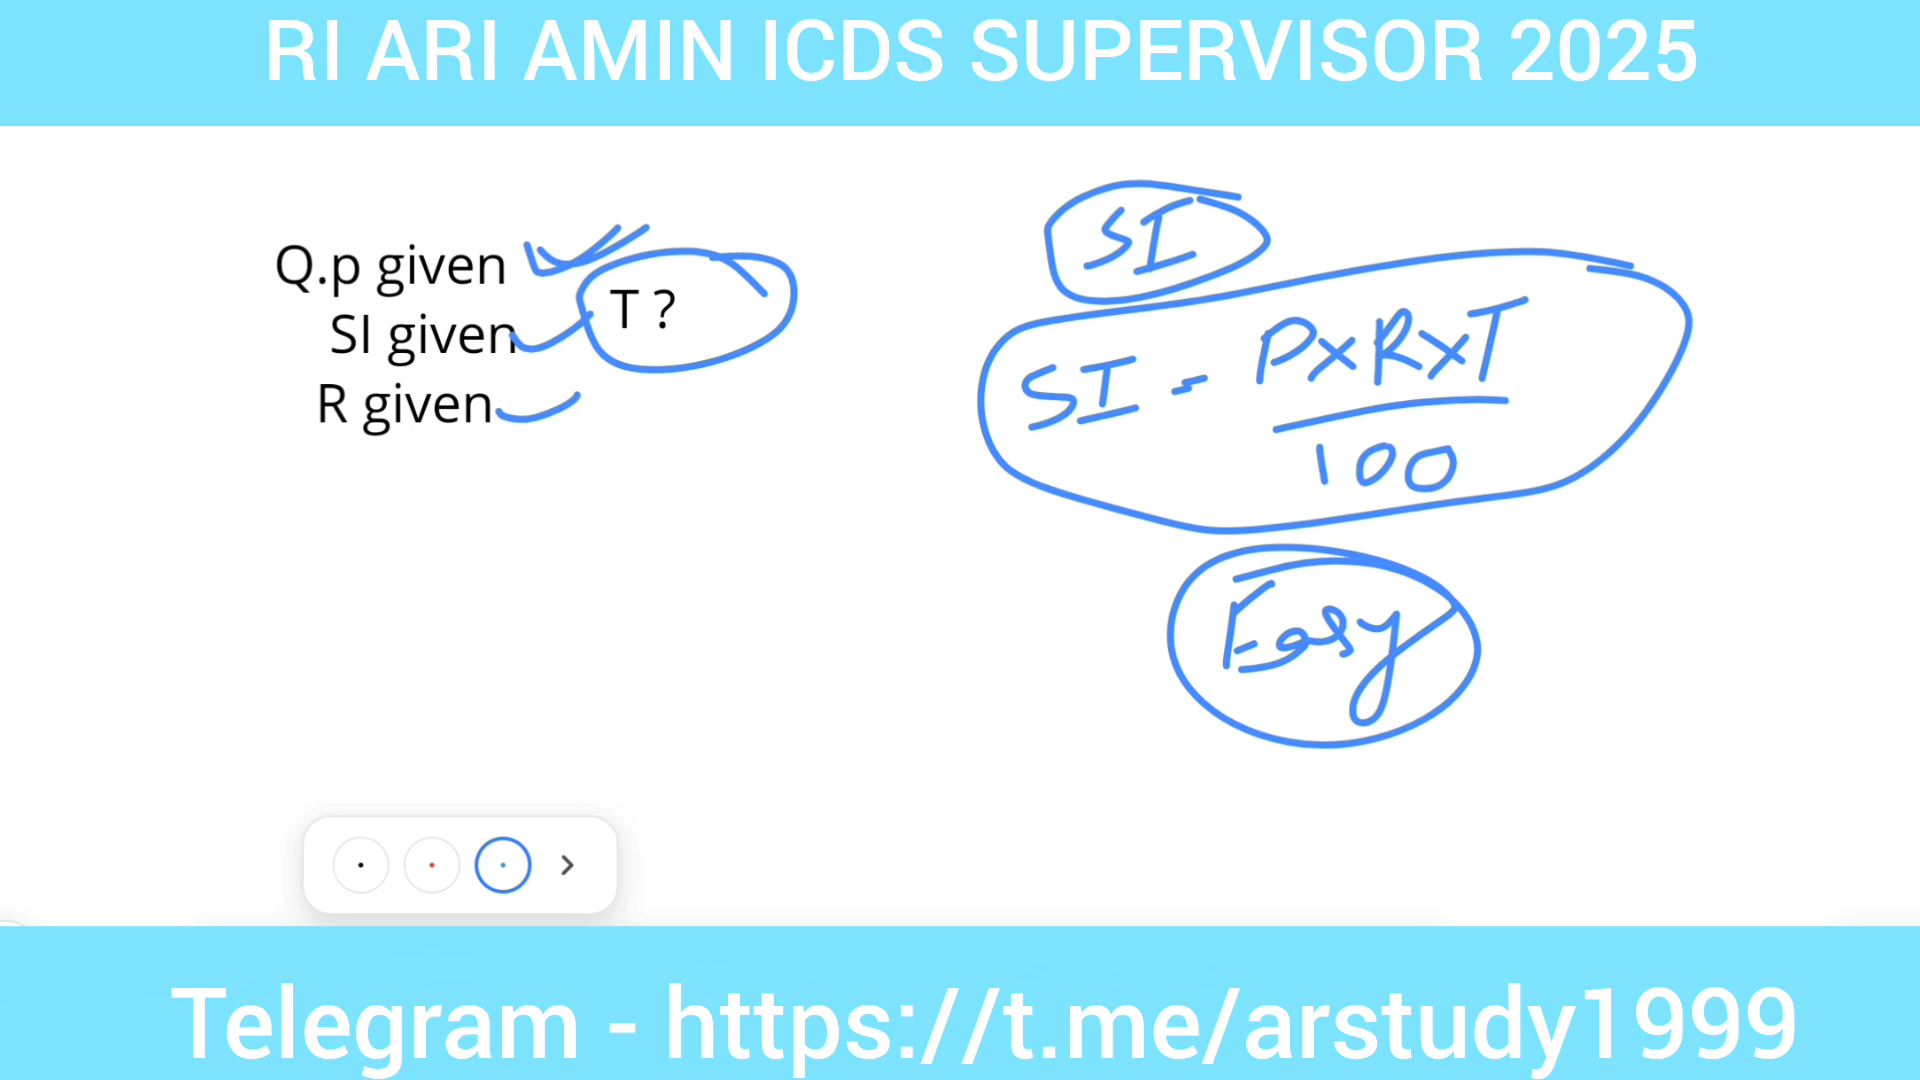 RI ARI AMIN ICDS SUPERVISOR 2025
Q.p given
SI given
R given
T ?
SI
SI = P×R×T
100
Easy
Telegram - https://t.me/arstudy1999